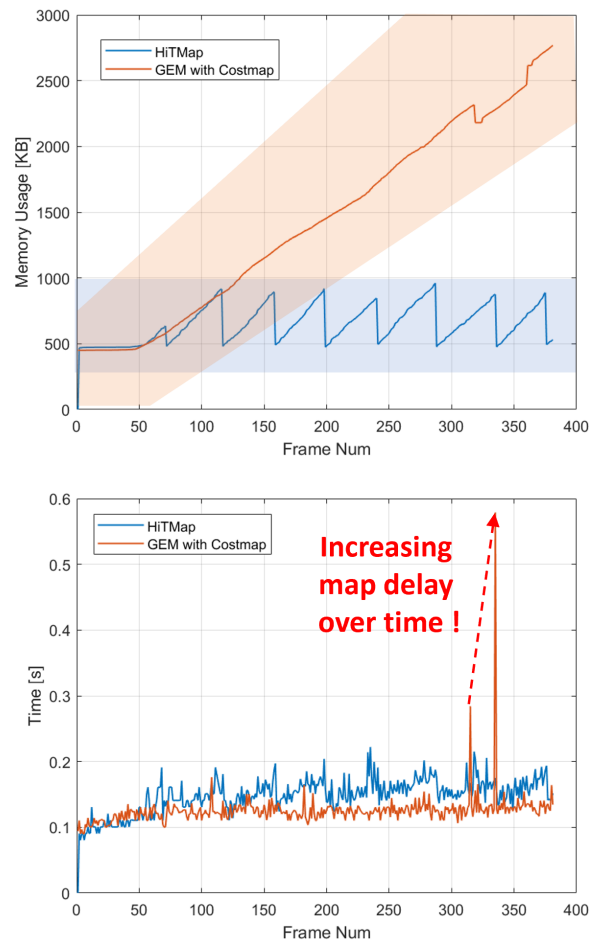 3000
2500
2000
1500
1000
500
0
Memory Usage [KB]
HiTMap
GEM with Costmap
0 50 100 150 200 250 300 350 400
Frame Num
0.6
0.5
0.4
0.3
0.2
0.1
0
Time [s]
HiTMap
GEM with Costmap
Increasing
map delay
over time !
0 50 100 150 200 250 300 350 400
Frame Num